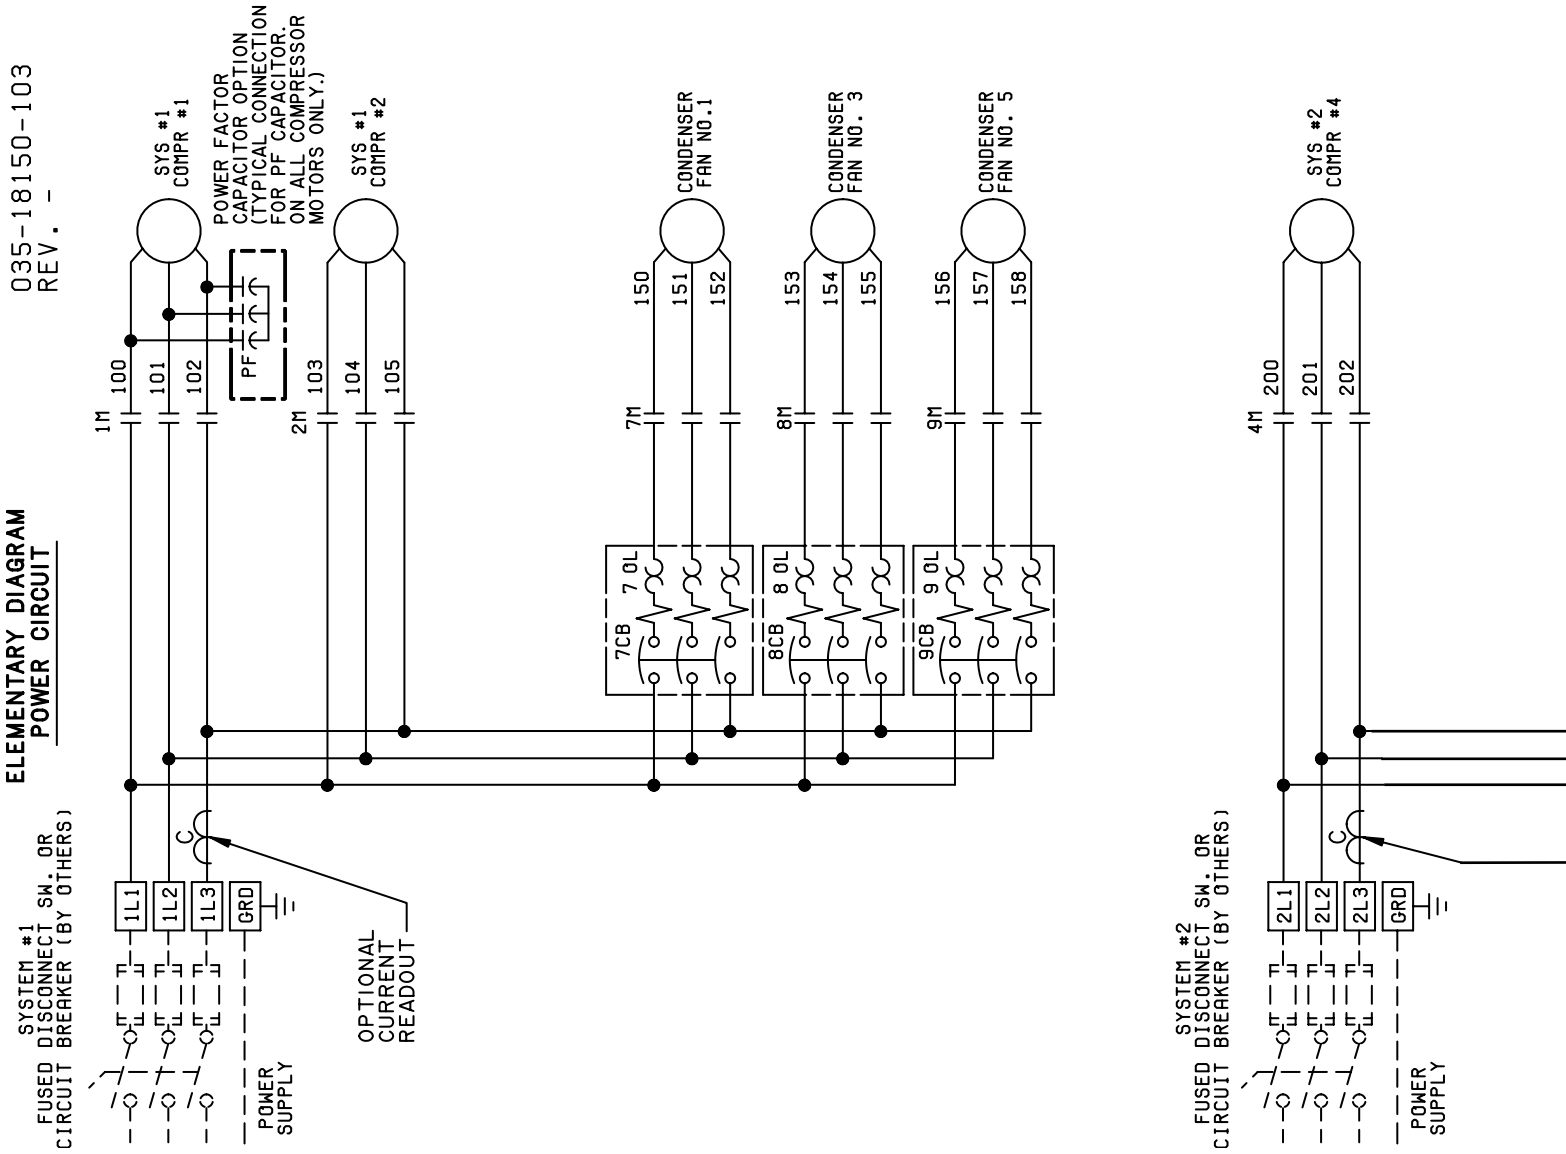 035-18150-103
REV. -
ELEMENTARY DIAGRAM
POWER CIRCUIT
SYSTEM #1
FUSED DISCONNECT SW. OR
CIRCUIT BREAKER (BY OTHERS)
POWER
SUPPLY
1L1
1L2
1L3
GRD
C
OPTIONAL
CURRENT
READOUT
1M
100
101
102
SYS #1
COMPR #1
PF
POWER FACTOR
CAPACITOR OPTION
(TYPICAL CONNECTION
FOR PF CAPACITOR.
ON ALL COMPRESSOR
MOTORS ONLY.)
2M
103
104
105
SYS #1
COMPR #2
7CB
7 OL
7M
150
151
152
CONDENSER
FAN NO.1
8CB
8 OL
8M
153
154
155
CONDENSER
FAN NO. 3
9CB
9 OL
9M
156
157
158
CONDENSER
FAN NO. 5
SYSTEM #2
FUSED DISCONNECT SW. OR
CIRCUIT BREAKER (BY OTHERS)
POWER
SUPPLY
2L1
2L2
2L3
GRD
C
4M
200
201
202
SYS #2
COMPR #4